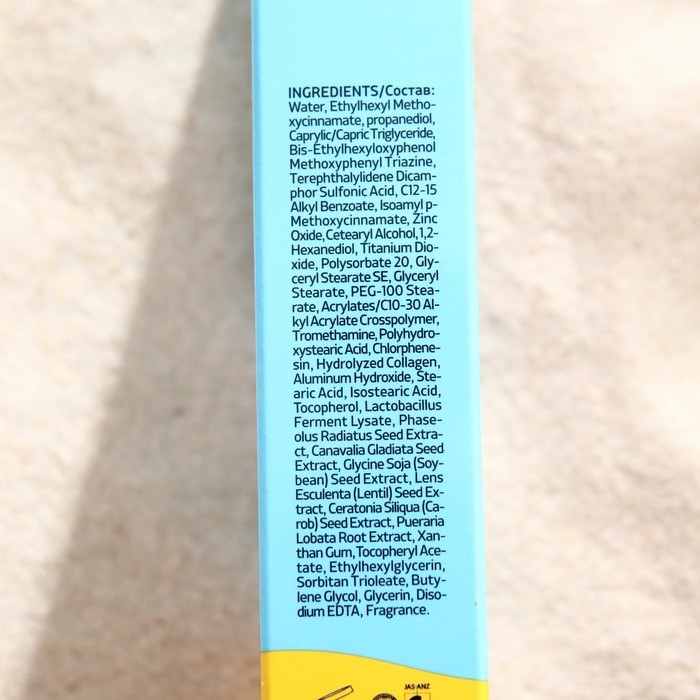 INGREDIENTS/Состав:
Water, Ethylhexyl Metho-
xycinnamate, propanediol,
Caprylic/Capric Triglyceride,
Bis-Ethylhexyloxyphenol
Methoxyphenyl Triazine,
Terephthalylidene Dicam-
phor Sulfonic Acid, C12-15
Alkyl Benzoate, Isoamyl p-
Methoxycinnamate, Zinc
Oxide, Cetearyl Alcohol, 1,2-
Hexanediol, Titanium Dio-
xide, Polysorbate 20, Gly-
ceryl Stearate SE, Glyceryl
Stearate, PEG-100 Stea-
rate, Acrylates/C10-30 Al-
kyl Acrylate Crosspolymer,
Tromethamine, Polyhydro-
xystearic Acid, Chlorphene-
sin, Hydrolyzed Collagen,
Aluminum Hydroxide, Ste-
aric Acid, Isostearic Acid,
Tocopherol, Lactobacillus
Ferment Lysate, Phase-
olus Radiatus Seed Extra-
ct, Canavalia Gladiata Seed
Extract, Glycine Soja (Soy-
bean) Seed Extract, Lens
Esculenta (Lentil) Seed Ex-
tract, Ceratonia Siliqua (Ca-
rob) Seed Extract, Pueraria
Lobata Root Extract, Xan-
than Gum, Tocopheryl Ace-
tate, Ethylhexylglycerin,
Sorbitan Trioleate, Buty-
lene Glycol, Glycerin, Diso-
dium EDTA, Fragrance.
JAS-ANZ